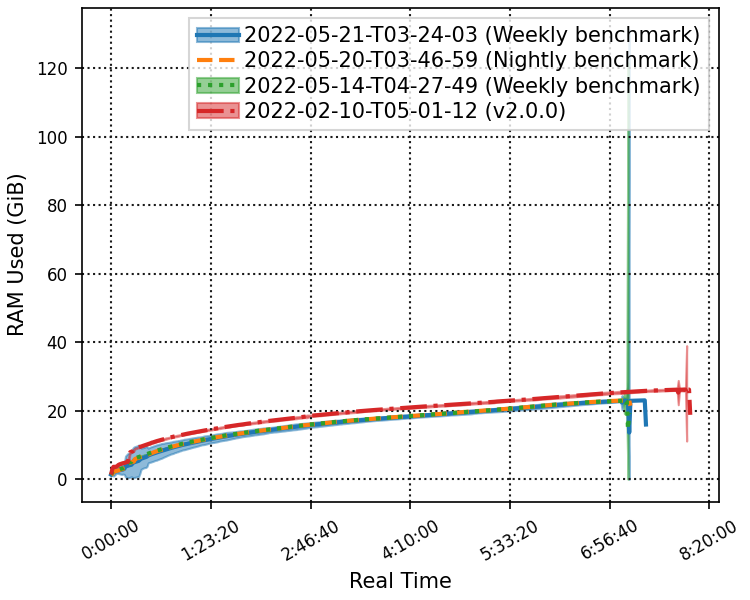 2022-05-21-T03-24-03 (Weekly benchmark)
2022-05-20-T03-46-59 (Nightly benchmark)
2022-05-14-T04-27-49 (Weekly benchmark)
2022-02-10-T05-01-12 (v2.0.0)
RAM Used (GiB)
120
100
80
60
40
20
0
0:00:00
1:23:20
2:46:40
4:10:00
5:33:20
6:56:40
8:20:00
Real Time